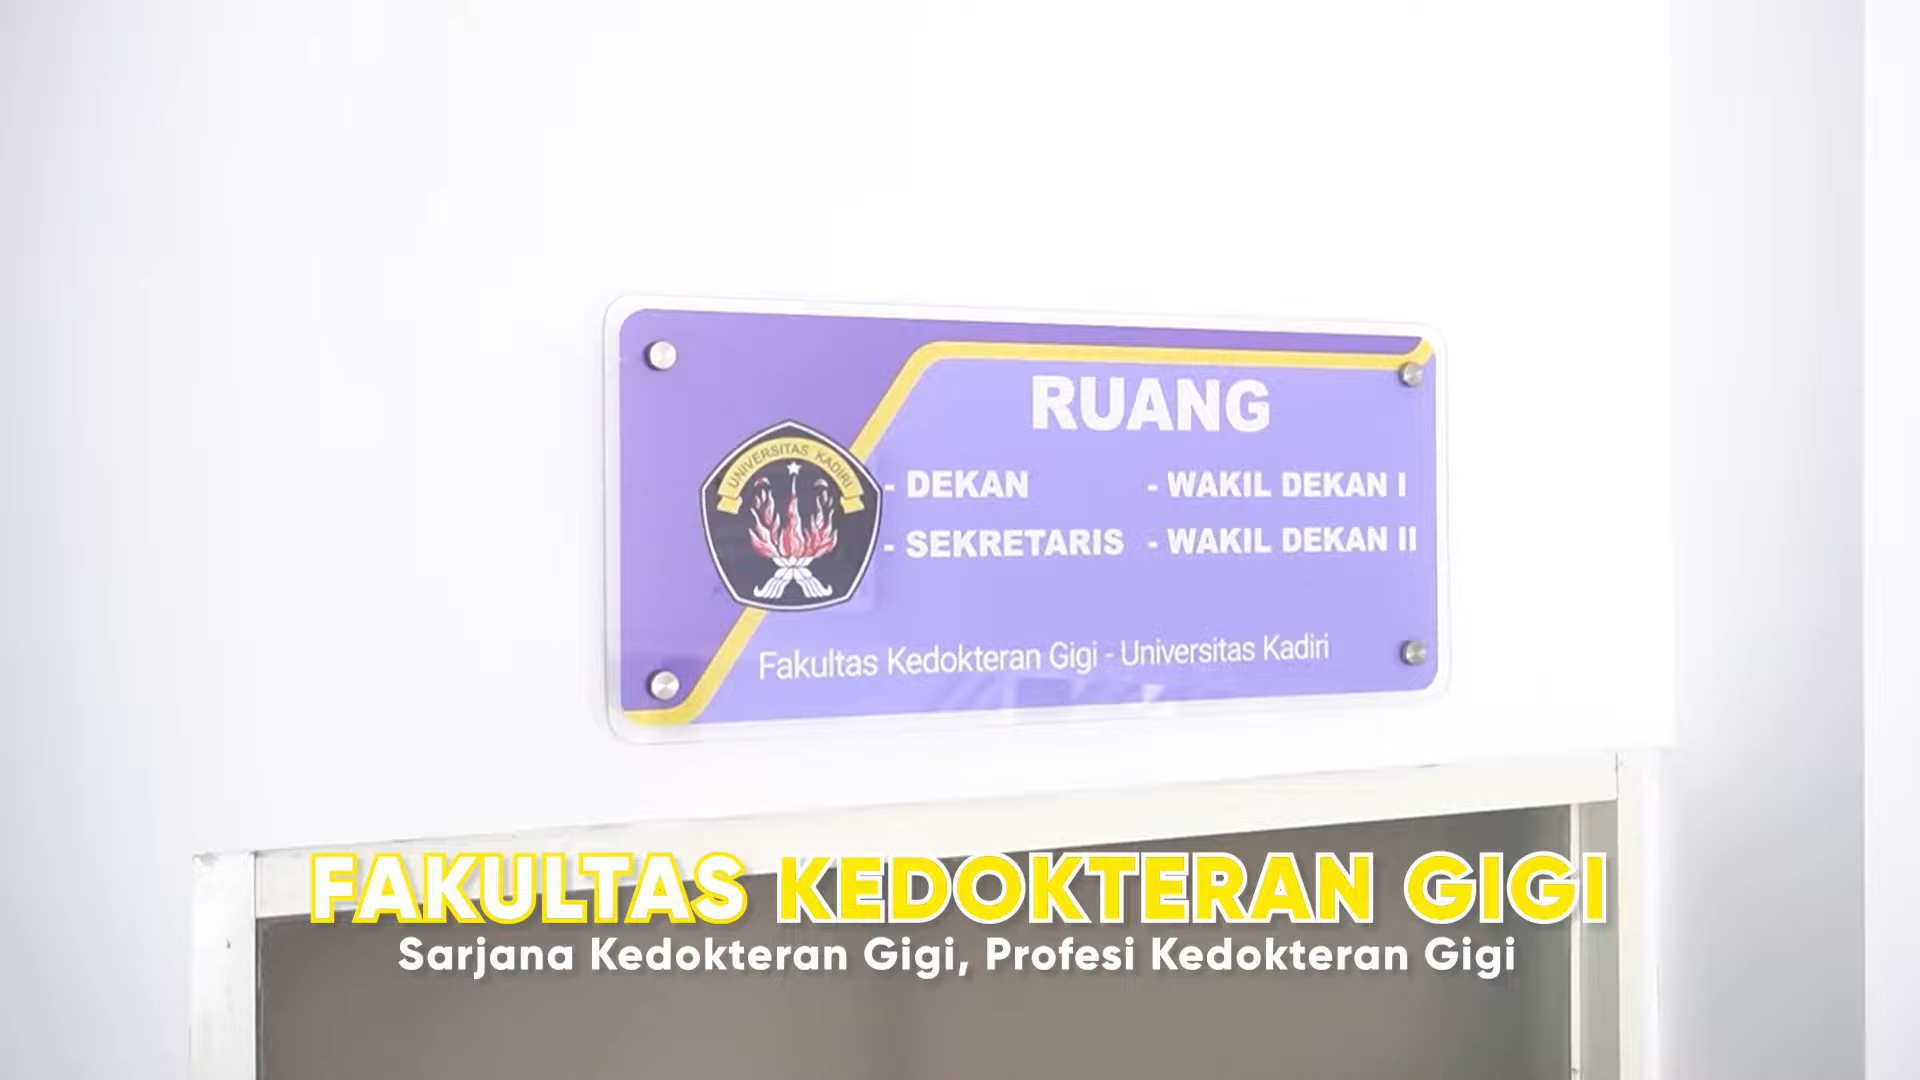 RUANG
- DEKAN
- WAKIL DEKAN I
- SEKRETARIS
- WAKIL DEKAN II
UNIVERSITAS KADIRI
Fakultas Kedokteran Gigi - Universitas Kadiri
FAKULTAS KEDOKTERAN GIGI
Sarjana Kedokteran Gigi, Profesi Kedokteran Gigi